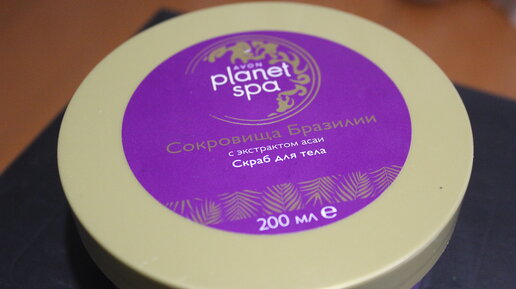 AVON
planet
spa
Сокровища Бразилии
с экстрактом асаи
Скраб для тела
200 мл ℮